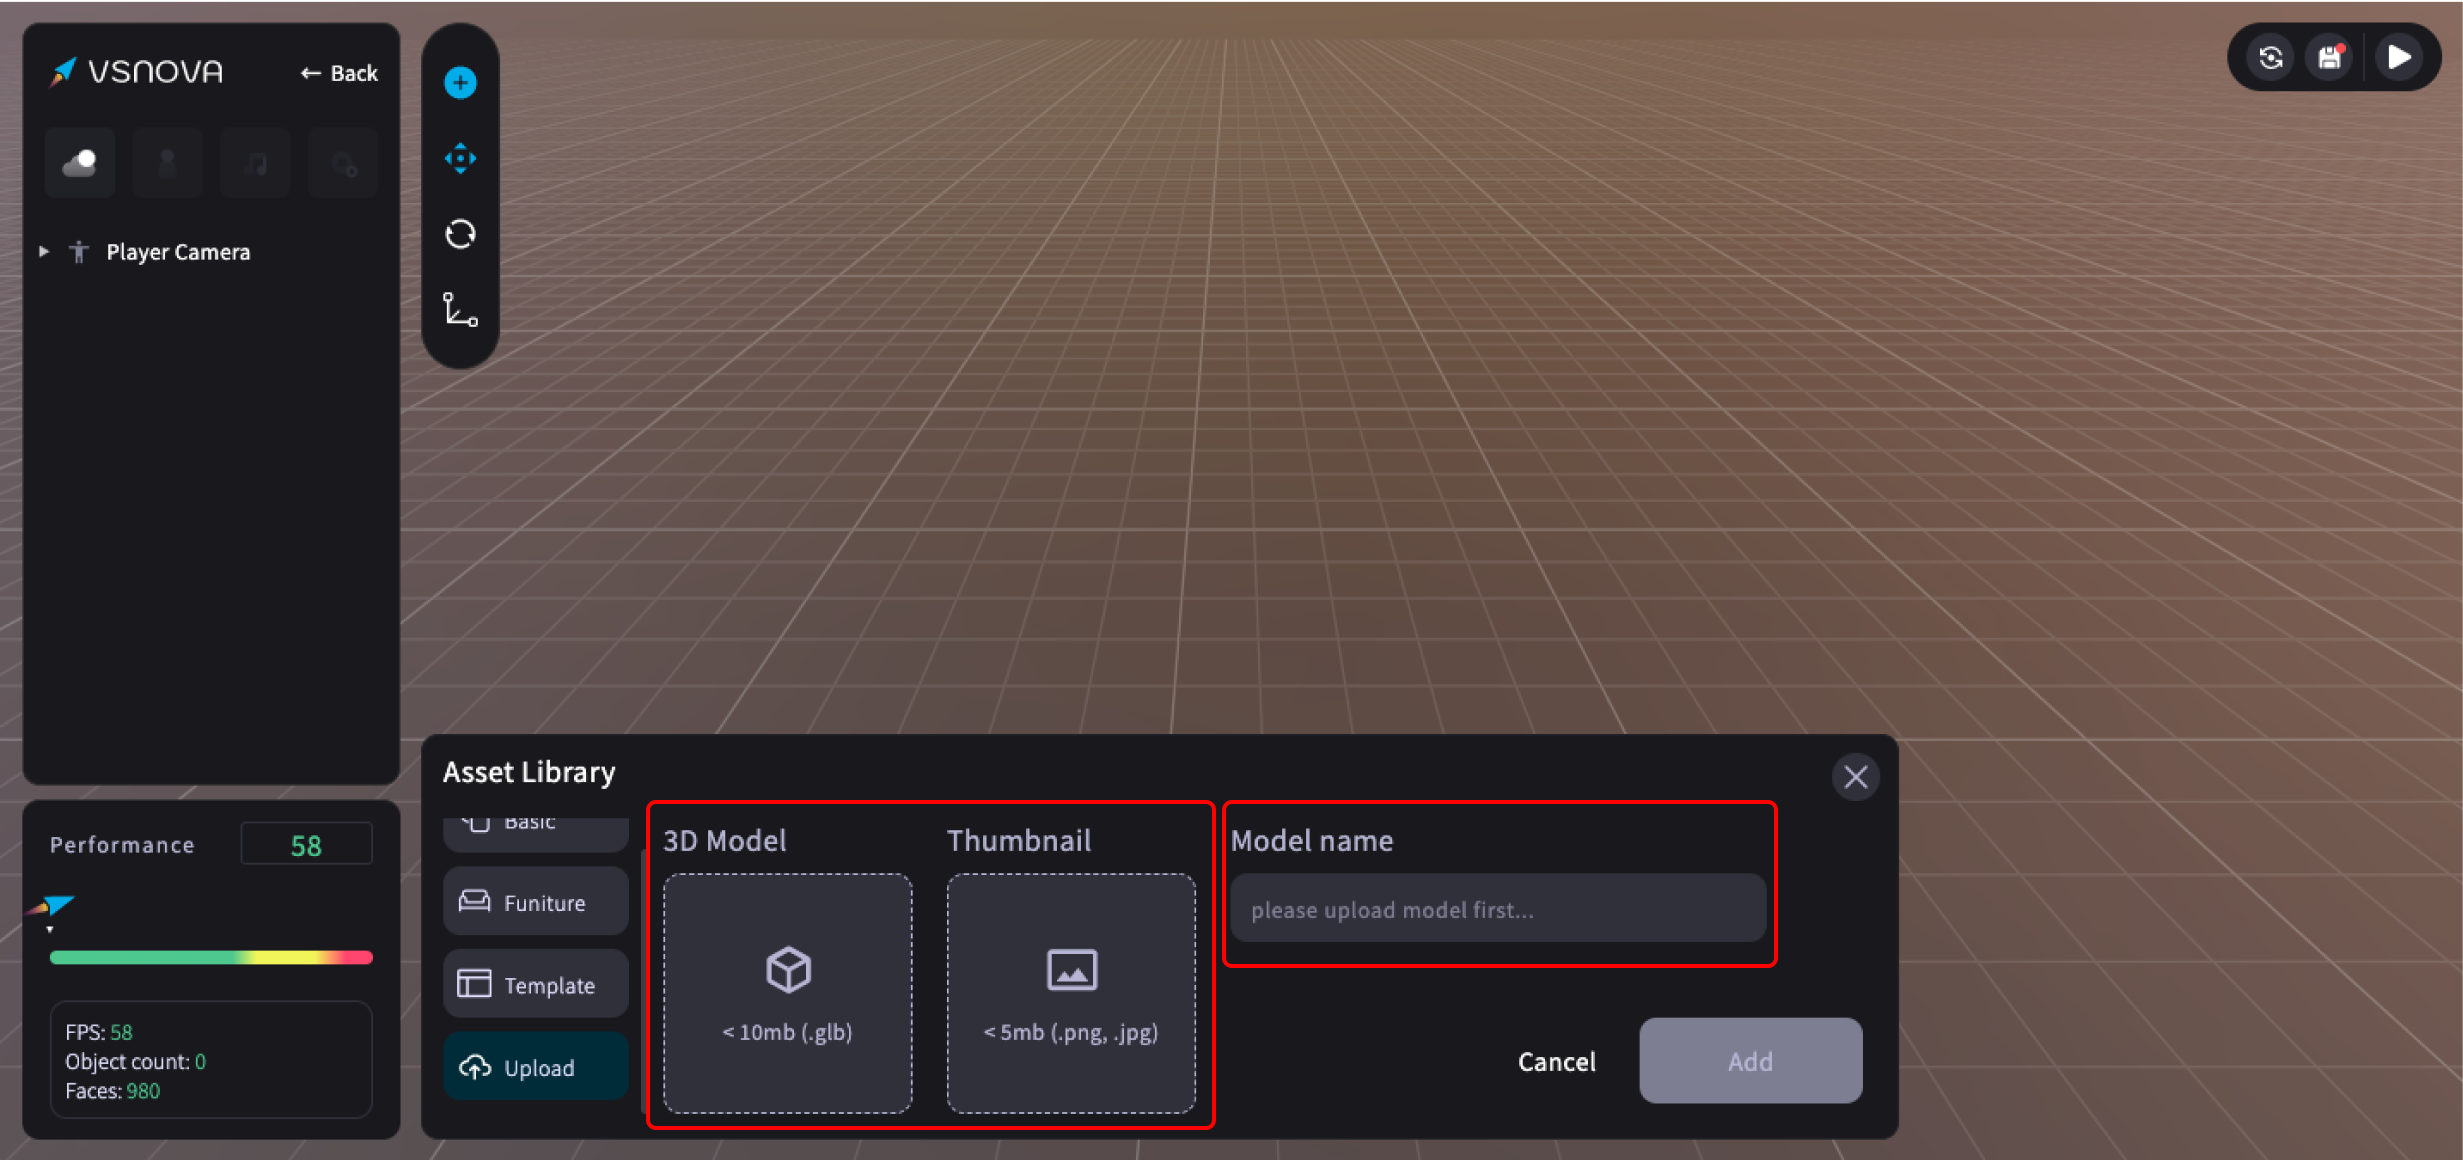 VSNOVA
← Back
Player Camera
Performance
58
FPS: 58
Object count: 0
Faces: 980
Asset Library
Basic
Funiture
Template
Upload
3D Model
< 10mb (.glb)
Thumbnail
< 5mb (.png, .jpg)
Model name
please upload model first...
Cancel
Add